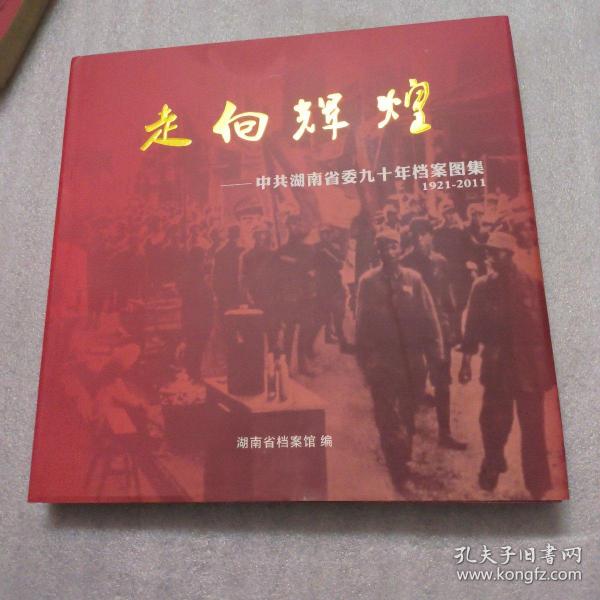 走向辉煌
——中共湖南省委九十年档案图集
1921-2011
湖南省档案馆 编
孔夫子旧书网
www.kongfz.com